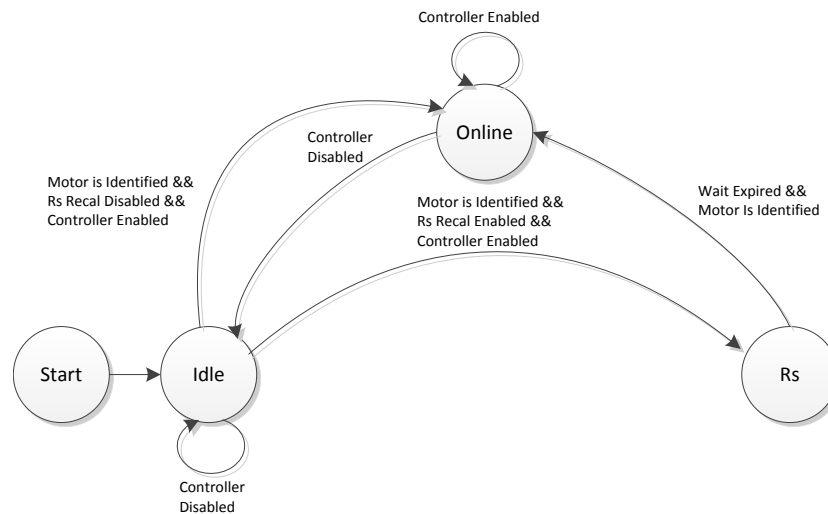 Controller Enabled
Online
Controller
Disabled
Motor is Identified &&
Rs Recal Disabled &&
Controller Enabled
Motor is Identified &&
Rs Recal Enabled &&
Controller Enabled
Wait Expired &&
Motor Is Identified
Start
Idle
Rs
Controller
Disabled